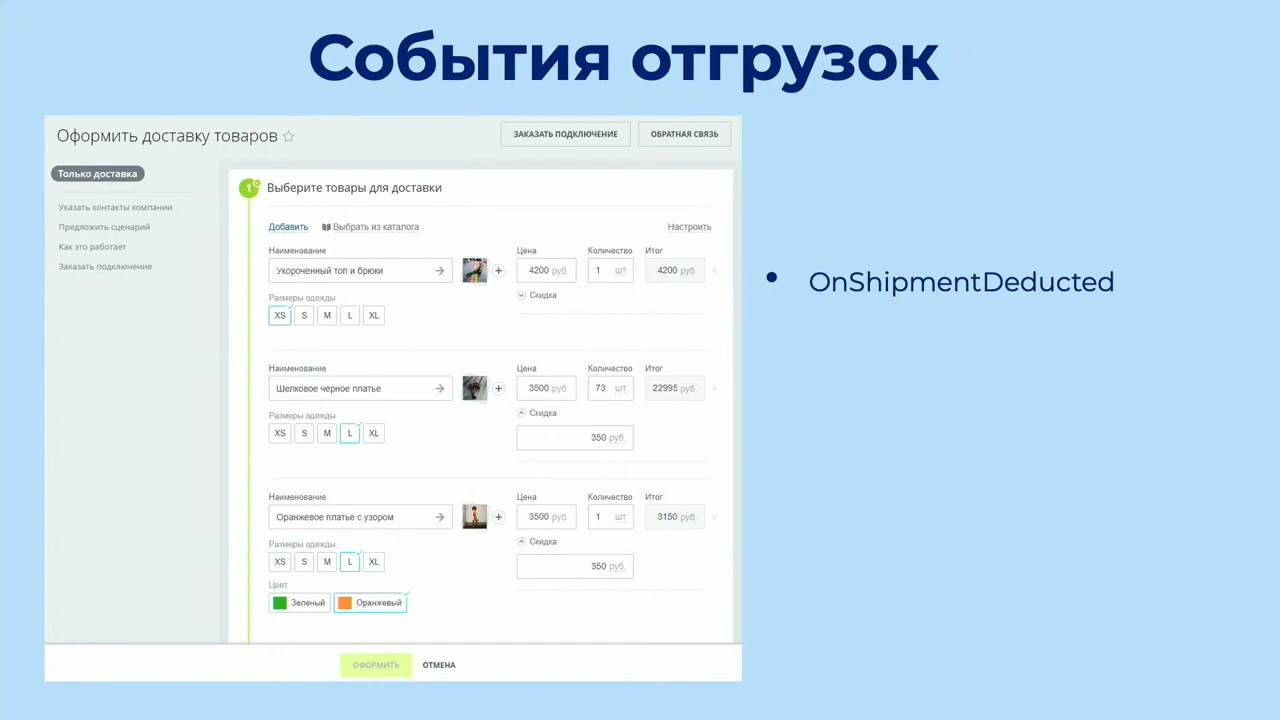 События отгрузок
Оформить доставку товаров
ЗАКАЗАТЬ ПОДКЛЮЧЕНИЕ
ОБРАТНАЯ СВЯЗЬ
Только доставка
Указать контакты компании
Предложить сценарий
Как это работает
Заказать подключение
1
Выберите товары для доставки
Добавить
Выбрать из каталога
Настроить
Наименование
Цена
Количество
Итог
Укороченный топ и брюки
4200 руб.
1 шт
4200 руб.
Скидка
Размеры одежды
XS S M L XL
Наименование
Цена
Количество
Итог
Шелковое черное платье
3500 руб.
73 шт
22995 руб.
Скидка
Размеры одежды
XS S M L XL
350 руб.
Наименование
Цена
Количество
Итог
Оранжевое платье с узором
3500 руб.
1 шт
3150 руб.
Скидка
Размеры одежды
XS S M L XL
350 руб.
Цвет
Зеленый
Оранжевый
ОФОРМИТЬ
ОТМЕНА
• OnShipmentDeducted